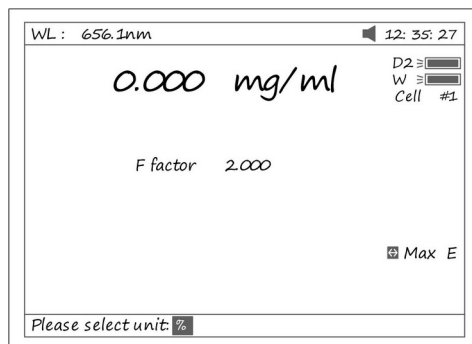 WL: 656.1nm 12:35:27
0.000 mg/ml
D2
W
Cell #1
F factor 2.000
Max E
Please select unit: %